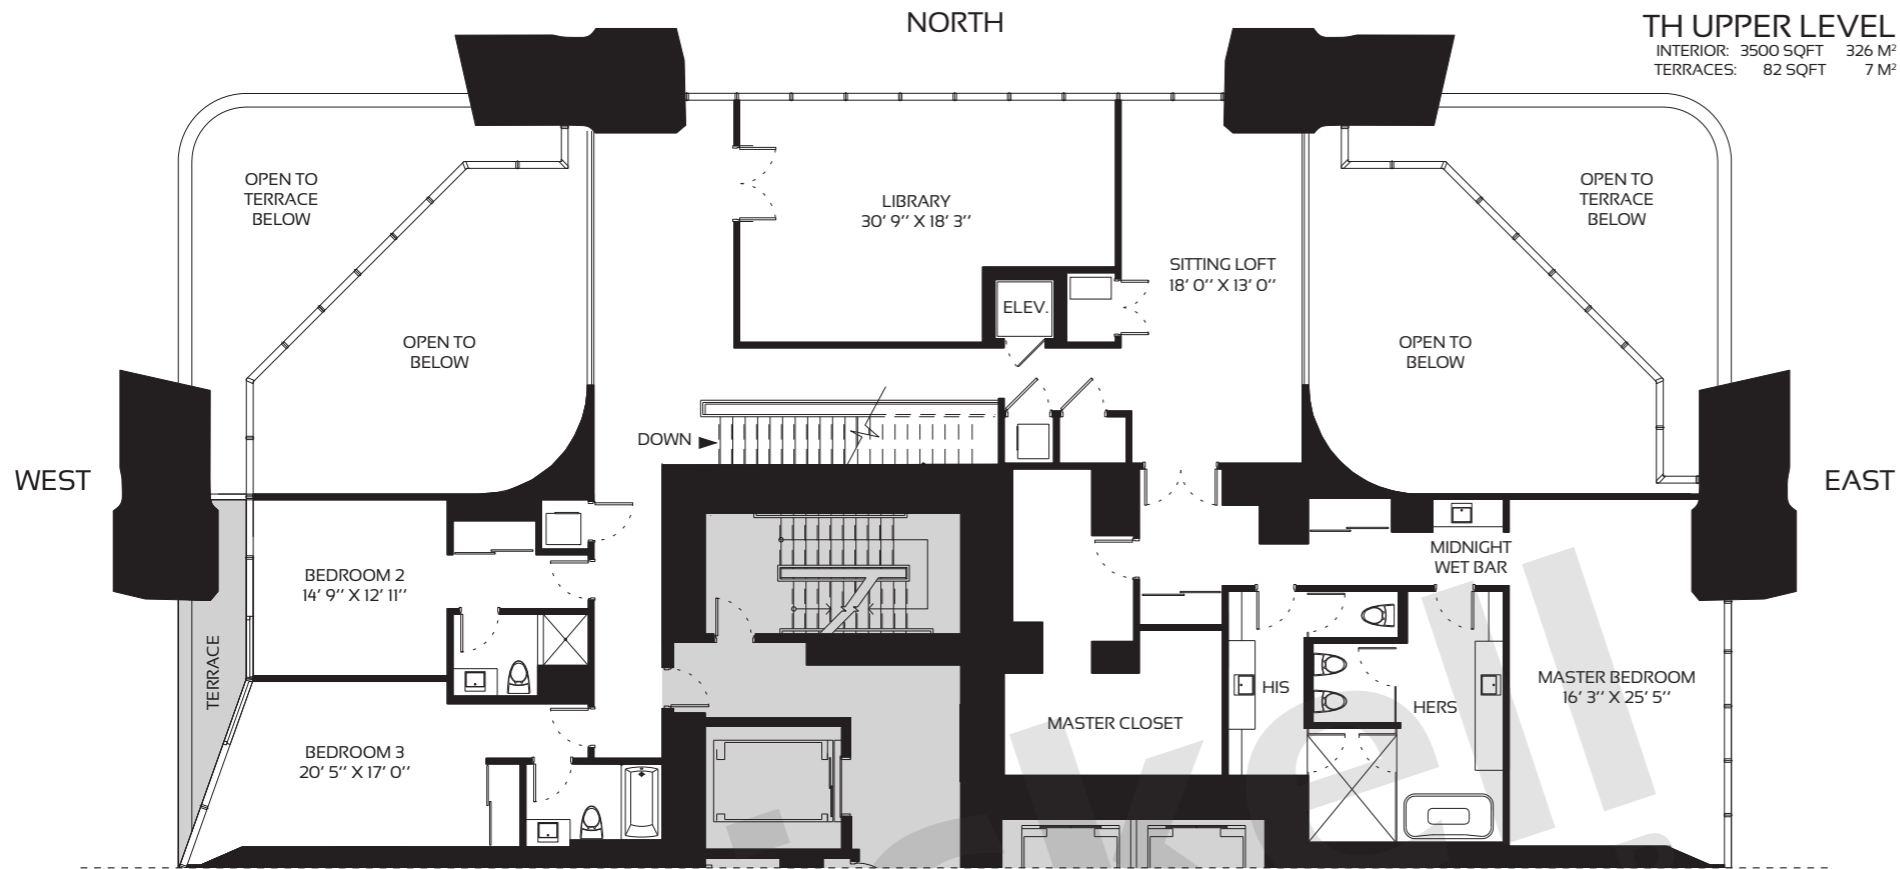 NORTH
TH UPPER LEVEL
INTERIOR: 3500 SQFT 326 M²
TERRACES: 82 SQFT 7 M²
OPEN TO
TERRACE
BELOW
LIBRARY
30' 9'' X 18' 3''
OPEN TO
TERRACE
BELOW
SITTING LOFT
18' 0'' X 13' 0''
ELEV.
OPEN TO
BELOW
OPEN TO
BELOW
DOWN
WEST
EAST
MIDNIGHT
WET BAR
BEDROOM 2
14' 9'' X 12' 11''
TERRACE
MASTER BEDROOM
16' 3'' X 25' 5''
HIS
HERS
MASTER CLOSET
BEDROOM 3
20' 5'' X 17' 0''